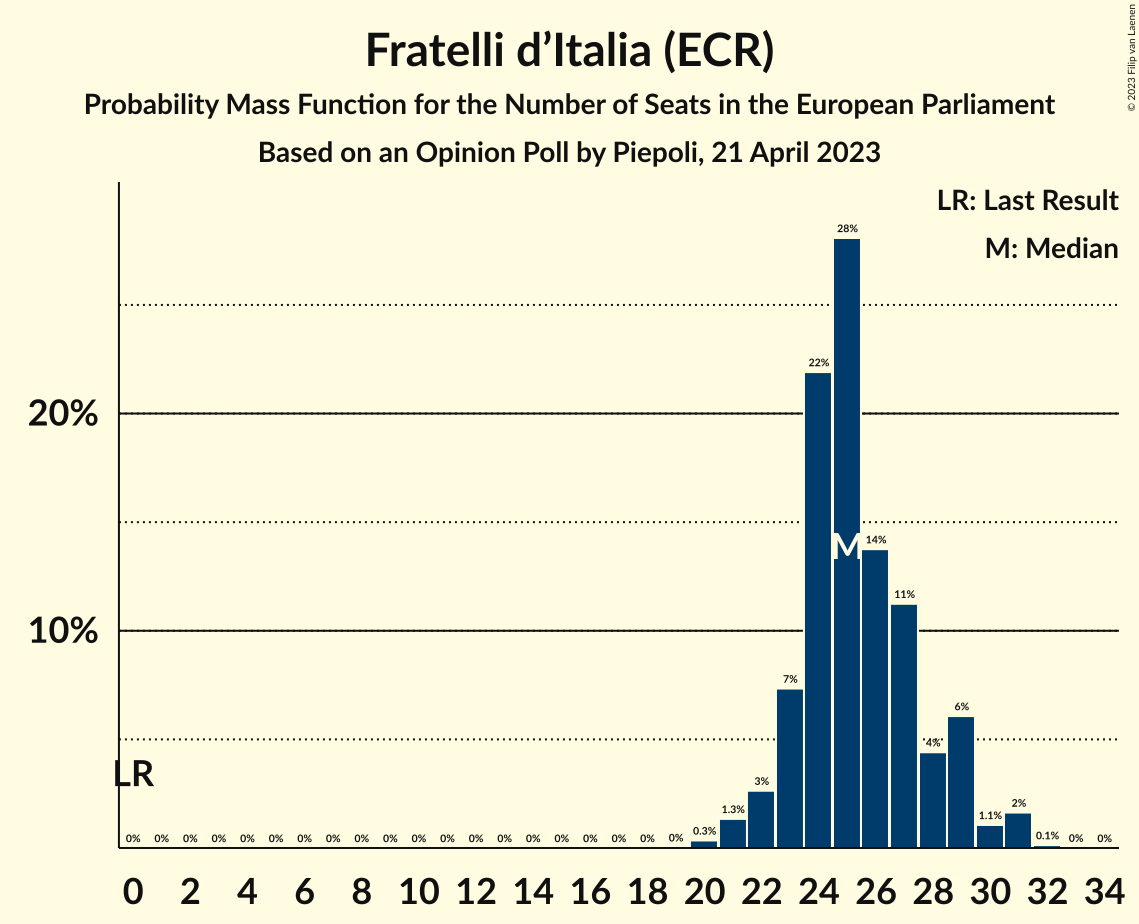 Fratelli d’Italia (ECR)
Probability Mass Function for the Number of Seats in the European Parliament
Based on an Opinion Poll by Piepoli, 21 April 2023
© 2023 Filip van Laenen
LR: Last Result
M: Median
20%
10%
LR
M
0% 0% 0% 0% 0% 0% 0% 0% 0% 0% 0% 0% 0% 0% 0% 0% 0% 0% 0% 0% 0.3% 1.3% 3% 7% 22% 28% 14% 11% 4% 6% 1.1% 2% 0.1% 0% 0%
0 2 4 6 8 10 12 14 16 18 20 22 24 26 28 30 32 34